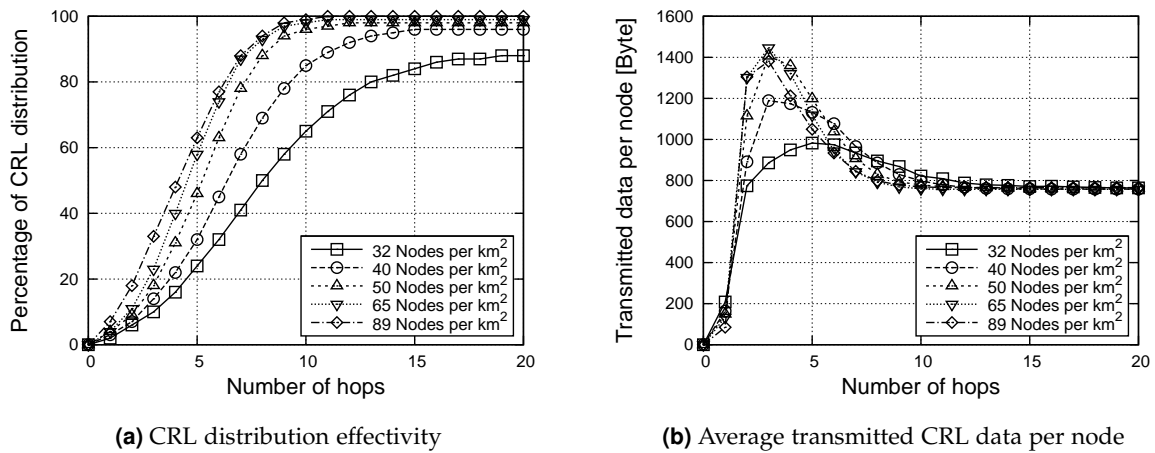 Percentage of CRL distribution
100
80
60
40
20
0
0 5 10 15 20
Number of hops
32 Nodes per km²
40 Nodes per km²
50 Nodes per km²
65 Nodes per km²
89 Nodes per km²
(a) CRL distribution effectivity
Transmitted data per node [Byte]
1600
1400
1200
1000
800
600
400
200
0
0 5 10 15 20
Number of hops
32 Nodes per km²
40 Nodes per km²
50 Nodes per km²
65 Nodes per km²
89 Nodes per km²
(b) Average transmitted CRL data per node